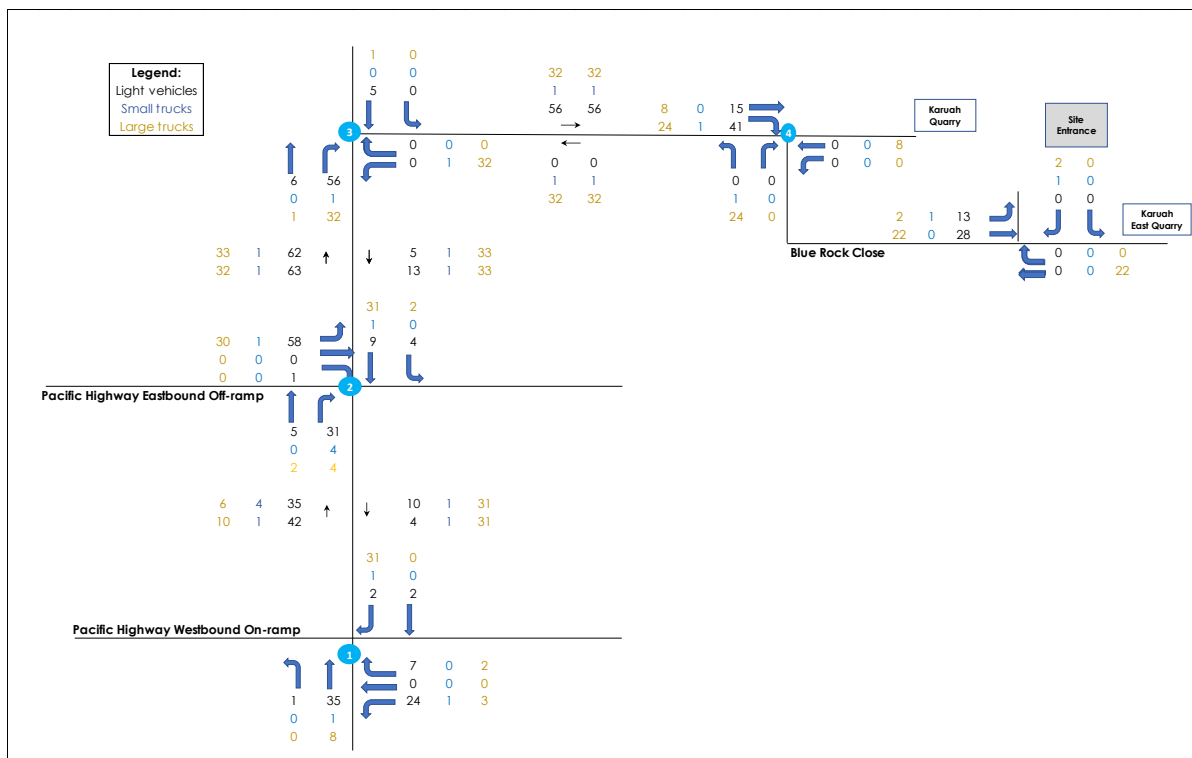 1 0
0 0
5 0
Legend:
Light vehicles
Small trucks
Large trucks
32 32
1 1
56 56
8 0 15
24 1 41
Karuah
Quarry
Site
Entrance
3
4
0 0 0
0 1 32
0 0
1 1
32 32
0 0 8
0 0 0
6 56
0 1
1 32
0 0
1 0
24 0
2 0
1 0
0 0
2 1 13
22 0 28
Karuah
East Quarry
Blue Rock Close
0 0 0
0 0 22
33 1 62 5 1 33
32 1 63 13 1 33
31 2
1 0
9 4
30 1 58
0 0 0
0 0 1
2
Pacific Highway Eastbound Off-ramp
5 31
0 4
2 4
6 4 35 10 1 31
10 1 42 4 1 31
31 0
1 0
2 2
Pacific Highway Westbound On-ramp
1
7 0 2
0 0 0
24 1 3
1 35
0 1
0 8